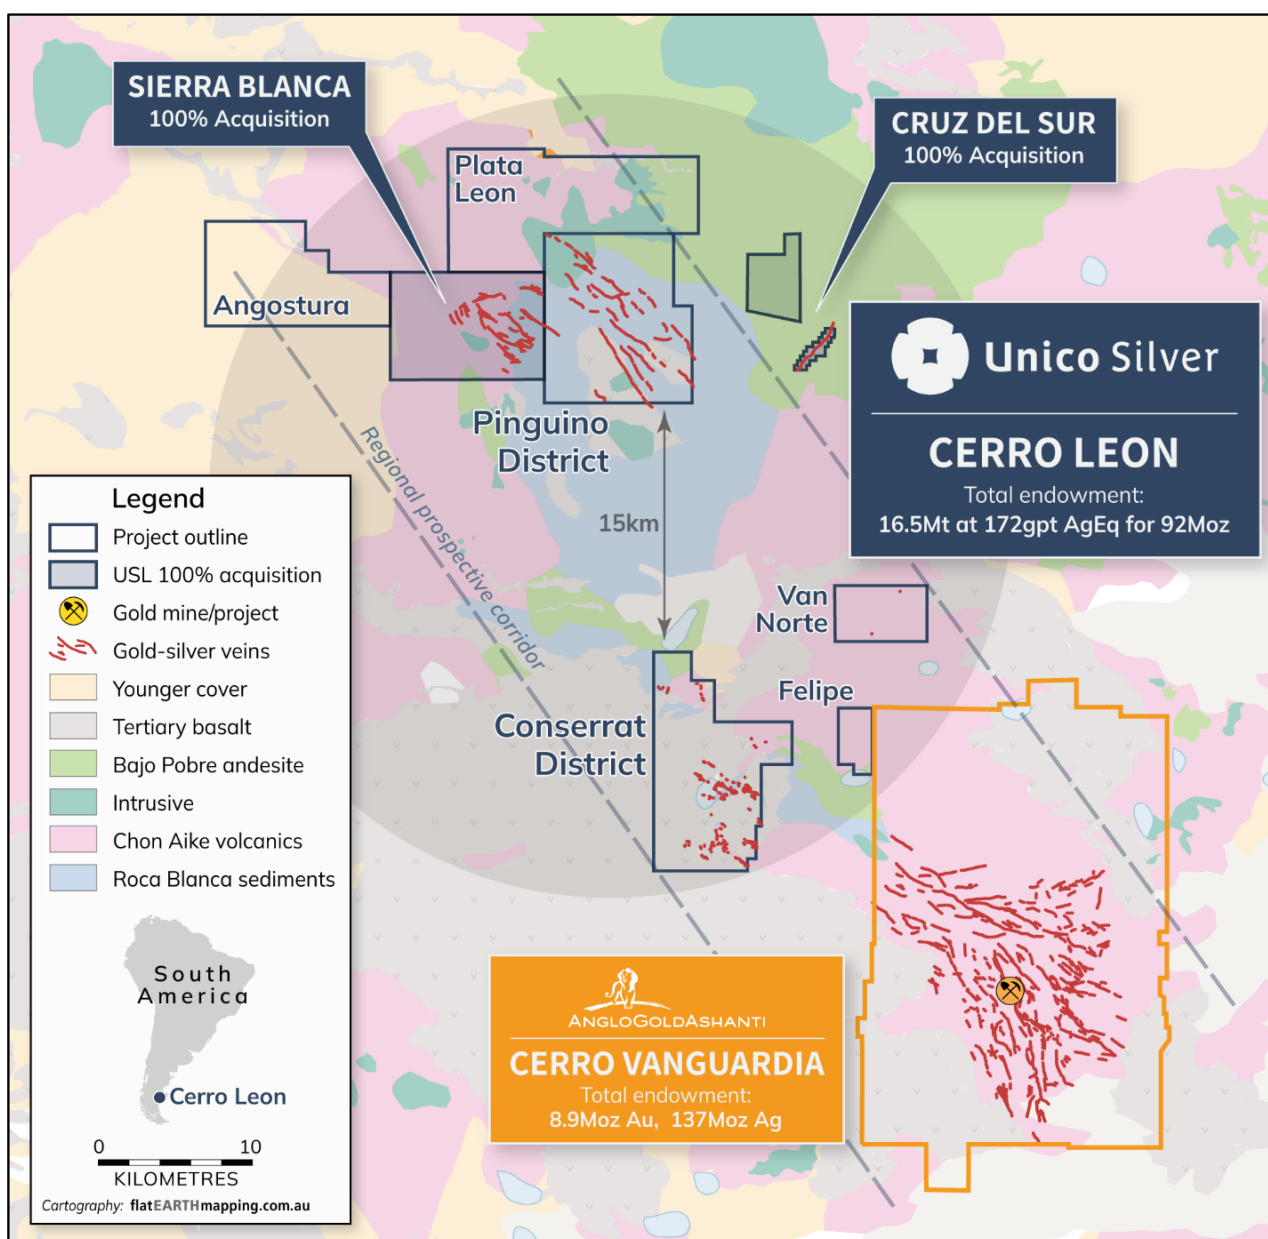 SIERRA BLANCA
100% Acquisition
CRUZ DEL SUR
100% Acquisition
Plata
Leon
Angostura
Unico Silver
CERRO LEON
Total endowment:
16.5Mt at 172gpt AgEq for 92Moz
Pinguino
District
Regional prospective corridor
15km
Van
Norte
Felipe
Conserrat
District
Legend
Project outline
USL 100% acquisition
Gold mine/project
Gold-silver veins
Younger cover
Tertiary basalt
Bajo Pobre andesite
Intrusive
Chon Aike volcanics
Roca Blanca sediments
South
America
Cerro Leon
0 10
KILOMETRES
Cartography: flatEARTHmapping.com.au
ANGLOGOLDASHANTI
CERRO VANGUARDIA
Total endowment:
8.9Moz Au, 137Moz Ag